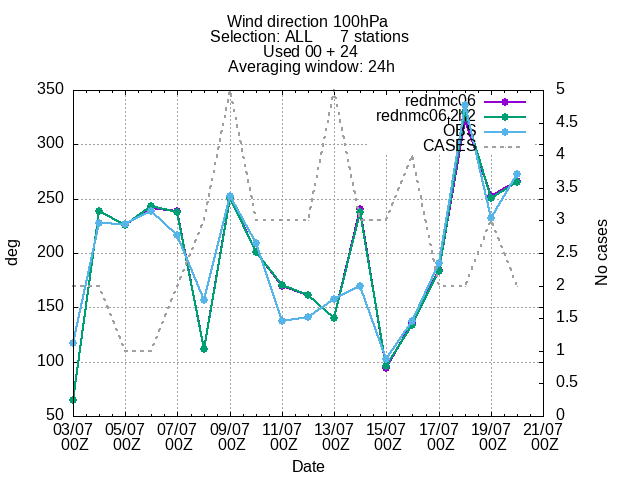 Wind direction 100hPa
Selection: ALL 7 stations
Used 00 + 24
Averaging window: 24h
deg
350
300
250
200
150
100
50
rednmc06
rednmc06.2h2
OBS
CASES
5
4.5
4
3.5
3
2.5
2
1.5
1
0.5
0
No cases
03/07 05/07 07/07 09/07 11/07 13/07 15/07 17/07 19/07 21/07
00Z 00Z 00Z 00Z 00Z 00Z 00Z 00Z 00Z 00Z
Date